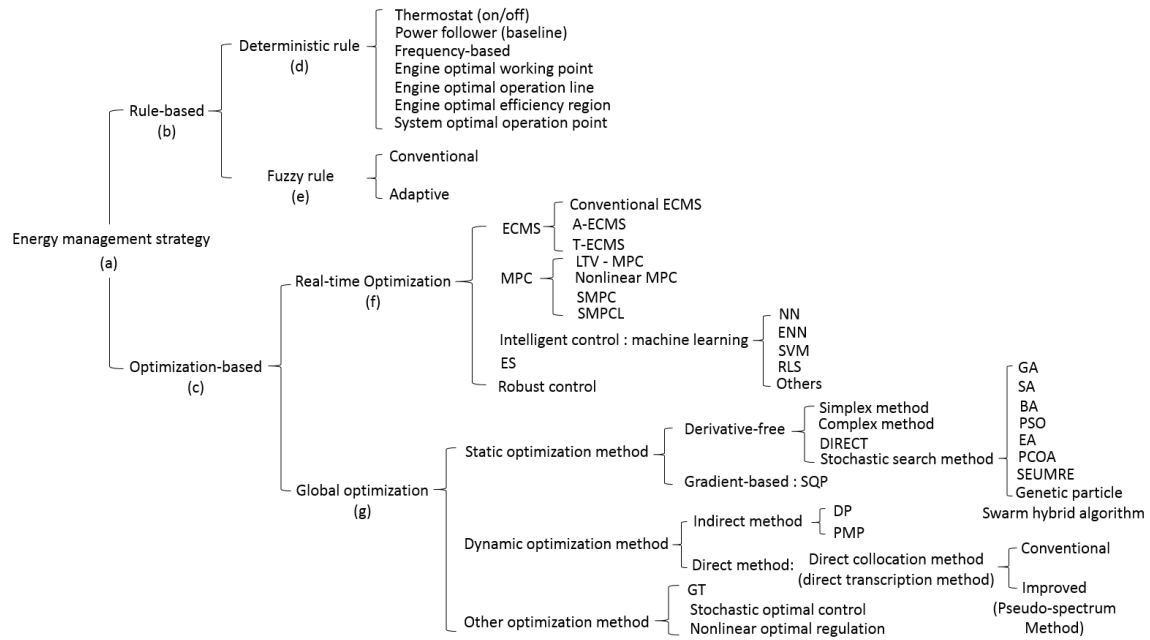 Energy management strategy
(a)
Rule-based
(b)
Deterministic rule
(d)
Thermostat (on/off)
Power follower (baseline)
Frequency-based
Engine optimal working point
Engine optimal operation line
Engine optimal efficiency region
System optimal operation point
Fuzzy rule
(e)
Conventional
Adaptive
Optimization-based
(c)
Real-time Optimization
(f)
ECMS
Conventional ECMS
A-ECMS
T-ECMS
MPC
LTV - MPC
Nonlinear MPC
SMPC
SMPCL
Intelligent control : machine learning
NN
ENN
SVM
RLS
Others
ES
Robust control
Global optimization
(g)
Static optimization method
Derivative-free
Simplex method
Complex method
DIRECT
Stochastic search method
GA
SA
BA
PSO
EA
PCOA
SEUMRE
Genetic particle
Swarm hybrid algorithm
Gradient-based : SQP
Dynamic optimization method
Indirect method
DP
PMP
Direct method:
Direct collocation method
(direct transcription method)
Conventional
Improved
(Pseudo-spectrum
Method)
Other optimization method
GT
Stochastic optimal control
Nonlinear optimal regulation